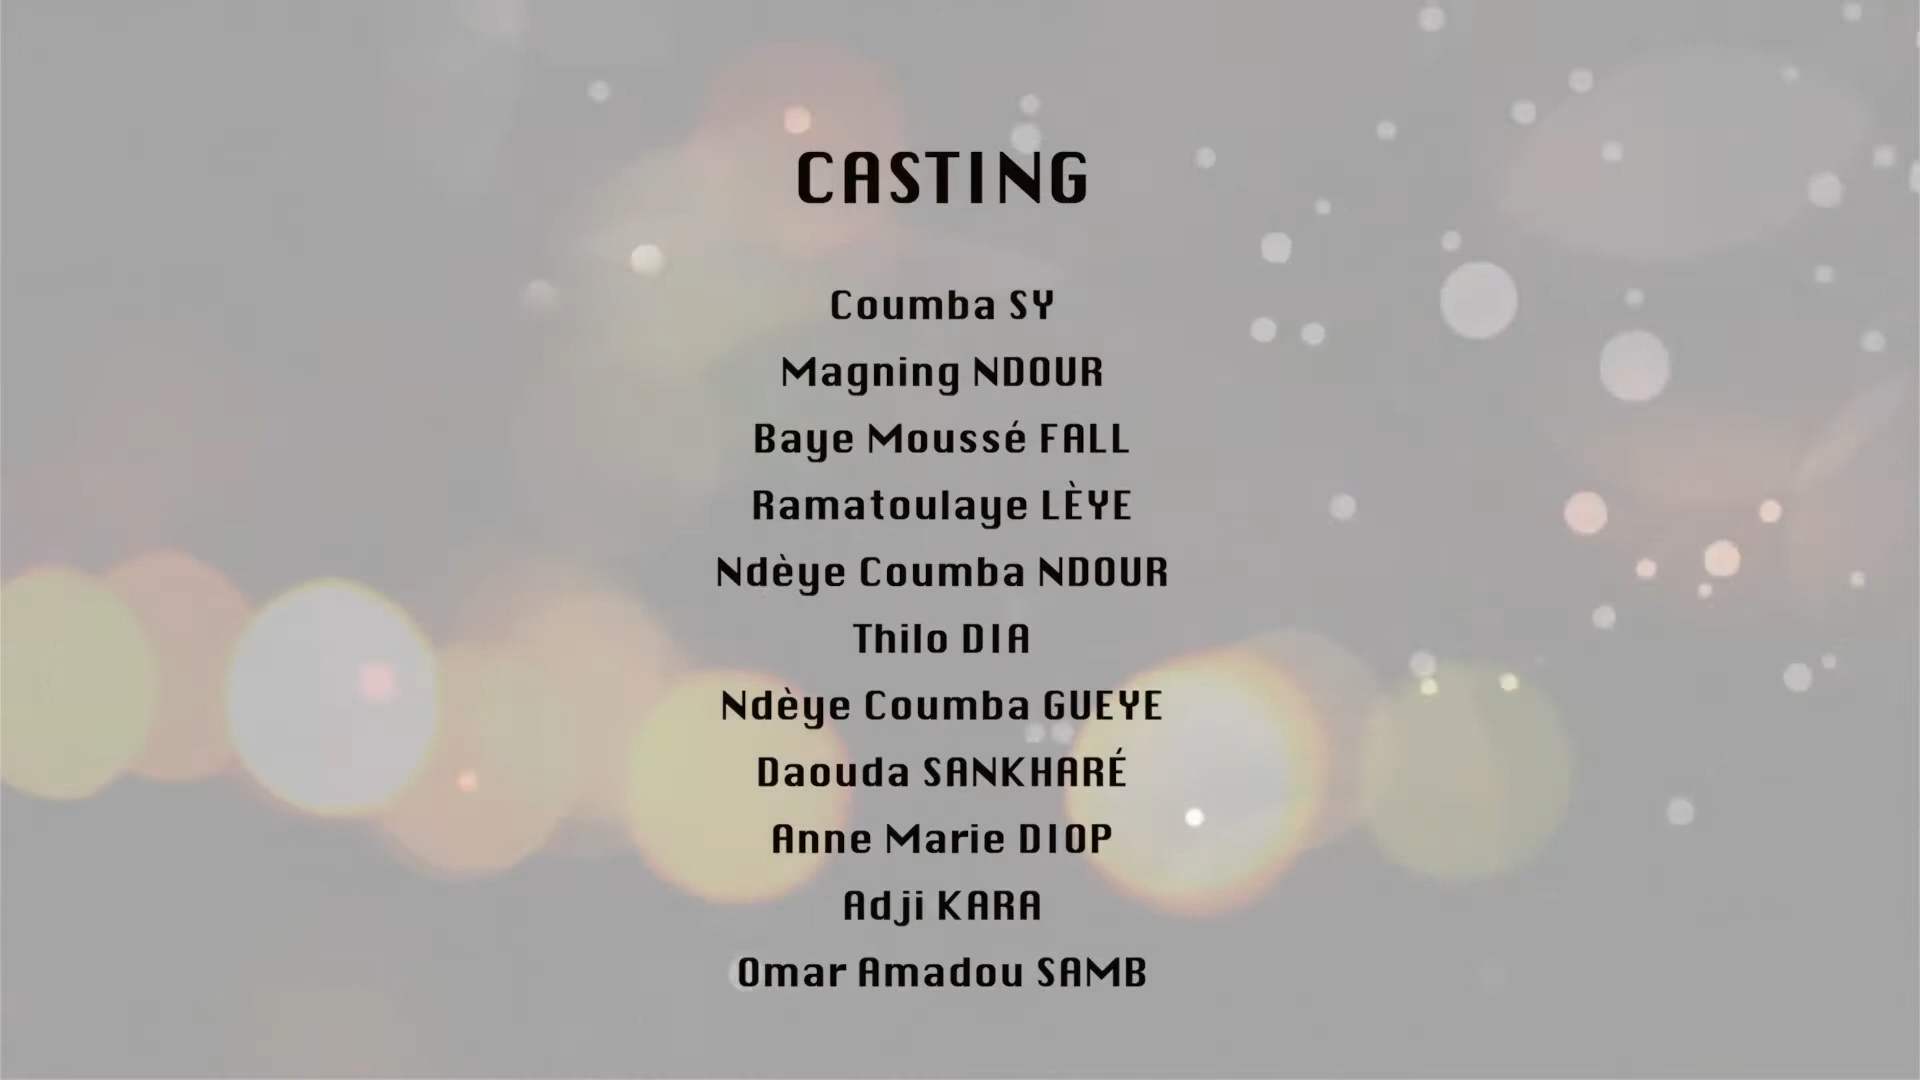 CASTING
Coumba SY
Magning NDOUR
Baye Moussé FALL
Ramatoulaye LÈYE
Ndèye Coumba NDOUR
Thilo DIA
Ndèye Coumba GUEYE
Daouda SANKHARÉ
Anne Marie DIOP
Adji KARA
Omar Amadou SAMB